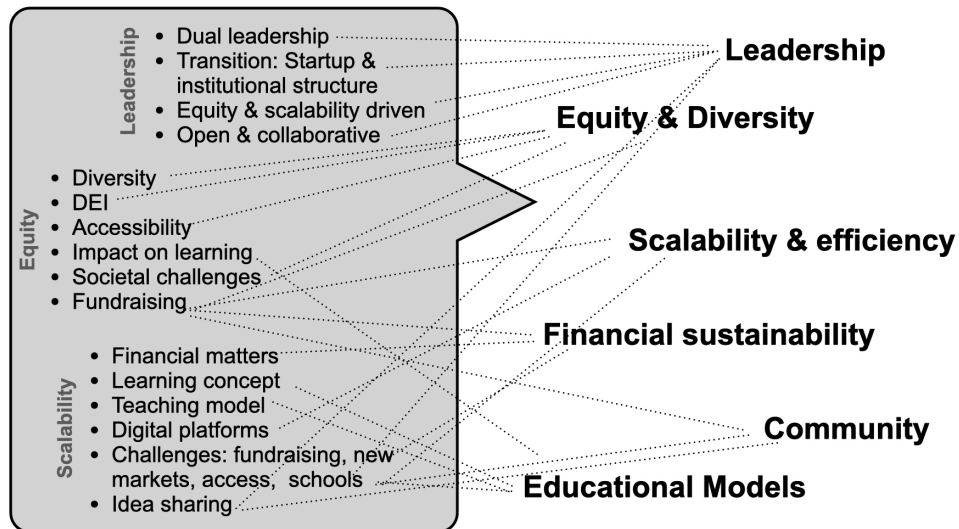 Leadership
• Dual leadership
• Transition: Startup &
institutional structure
• Equity & scalability driven
• Open & collaborative
Equity
• Diversity
• DEI
• Accessibility
• Impact on learning
• Societal challenges
• Fundraising
Scalability
• Financial matters
• Learning concept
• Teaching model
• Digital platforms
• Challenges: fundraising, new
markets, access,  schools
• Idea sharing
Leadership
Equity & Diversity
Scalability & efficiency
Financial sustainability
Community
Educational Models